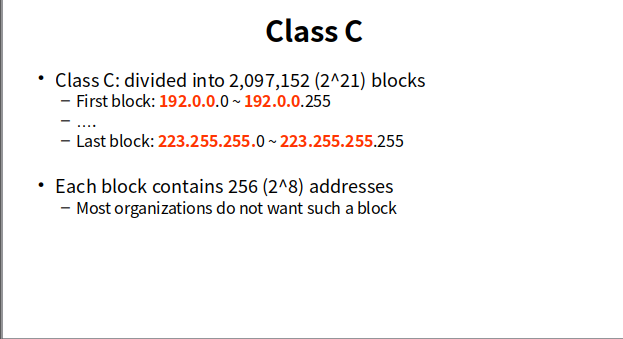 Class C
• Class C: divided into 2,097,152 (2^21) blocks
– First block: 192.0.0.0 ~ 192.0.0.255
– ....
– Last block: 223.255.255.0 ~ 223.255.255.255
• Each block contains 256 (2^8) addresses
– Most organizations do not want such a block